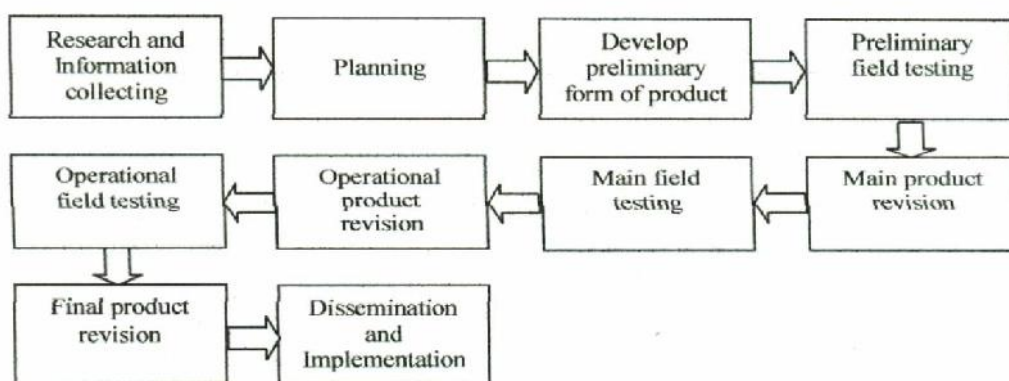 Research and
Information
collecting
Planning
Develop
preliminary
form of product
Preliminary
field testing
Main product
revision
Main field
testing
Operational
product
revision
Operational
field testing
Final product
revision
Dissemination
and
Implementation